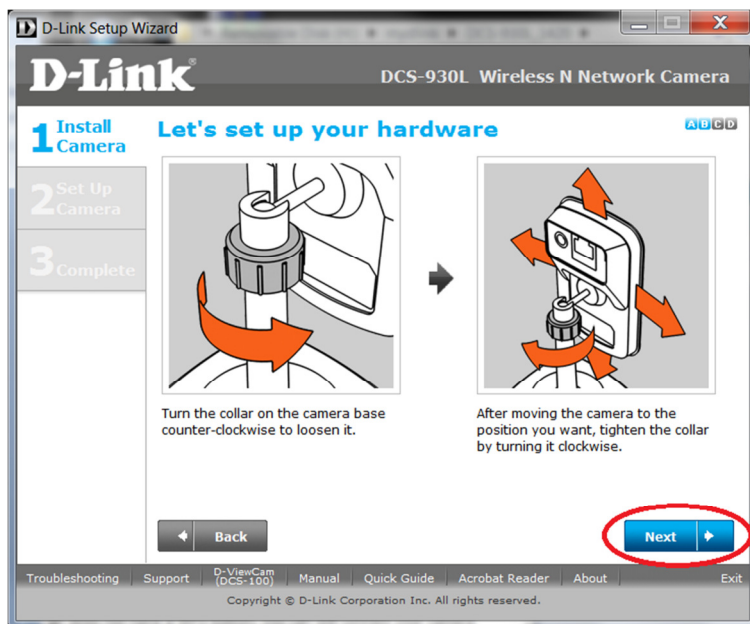 D-Link Setup Wizard
D-Link
DCS-930L Wireless N Network Camera
1 Install
Camera
2 Set Up
Camera
3 Complete
Let's set up your hardware
A B C D
Turn the collar on the camera base
counter-clockwise to loosen it.
After moving the camera to the
position you want, tighten the collar
by turning it clockwise.
Back
Next
Troubleshooting
Support
D-ViewCam
(DCS-100)
Manual
Quick Guide
Acrobat Reader
About
Exit
Copyright © D-Link Corporation Inc. All rights reserved.